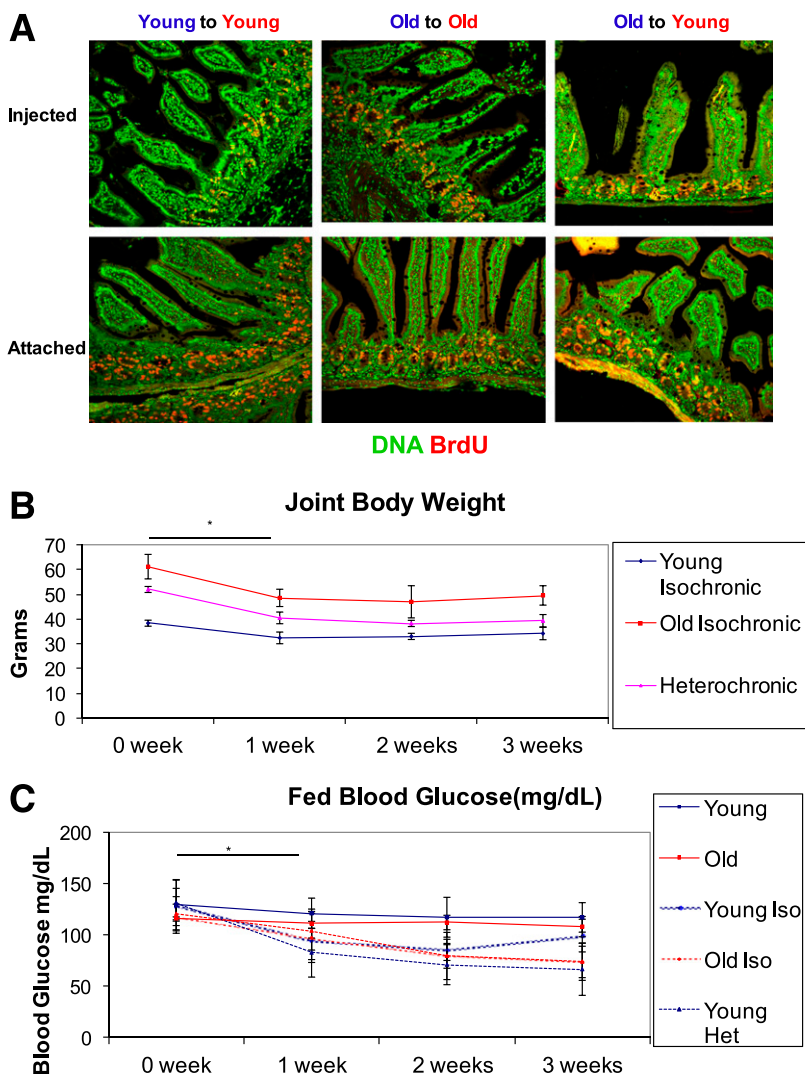 A
Young to Young
Old to Old
Old to Young
Injected
Attached
DNA BrdU
B
Joint Body Weight
*
70
60
50
40
30
20
10
0
Grams
0 week
1 week
2 weeks
3 weeks
Young
Isochronic
Old Isochronic
Heterochronic
C
Fed Blood Glucose(mg/dL)
*
200
150
100
50
0
Blood Glucose mg/dL
0 week
1 week
2 weeks
3 weeks
Young
Old
Young Iso
Old Iso
Young
Het